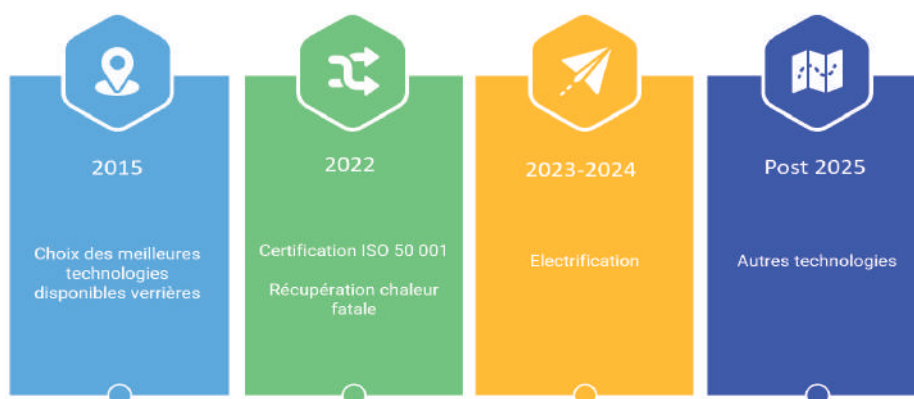 2015
Choix des meilleures
technologies
disponibles verrières
2022
Certification ISO 50 001
Récupération chaleur
fatale
2023-2024
Electrification
Post 2025
Autres technologies